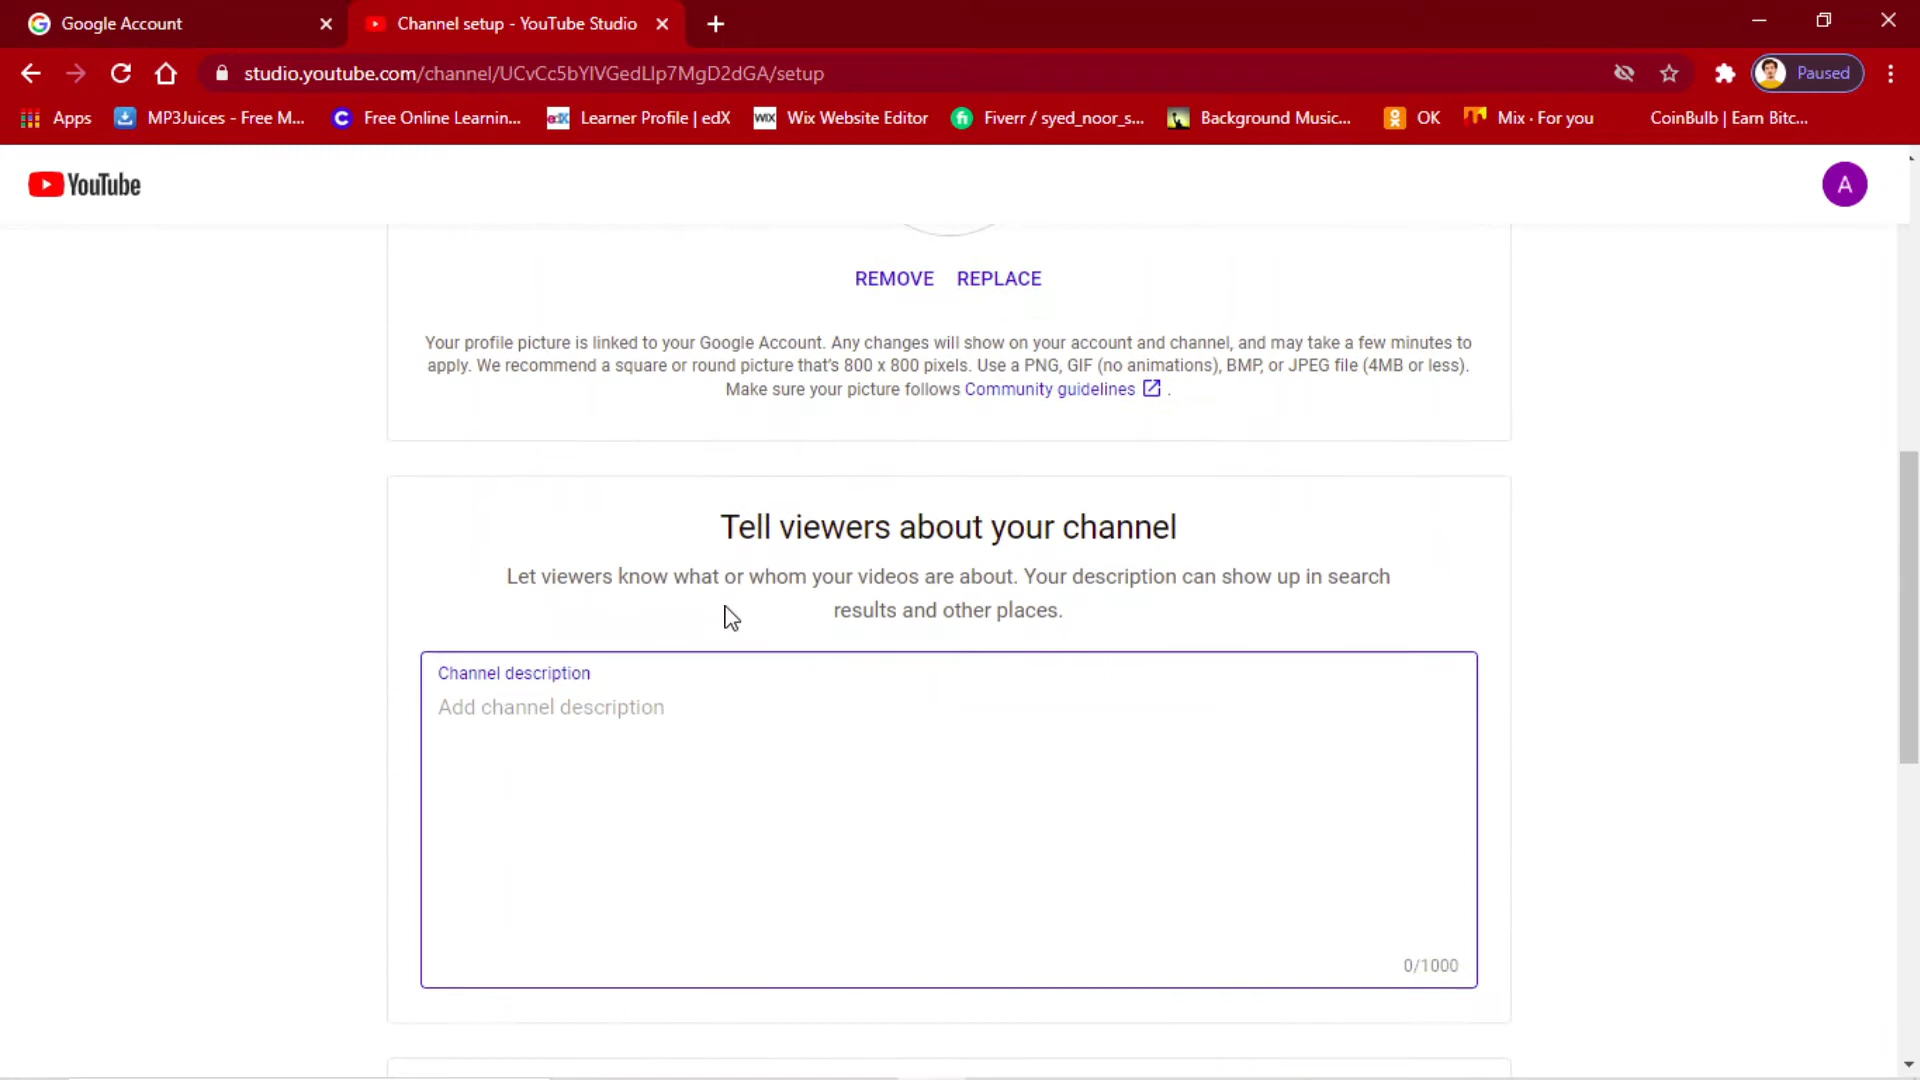 Google Account
Channel setup - YouTube Studio
studio.youtube.com/channel/UCvCc5bYIVGedLIp7MgD2dGA/setup
Paused
Apps
MP3Juices - Free M...
Free Online Learnin...
Learner Profile | edX
Wix Website Editor
Fiverr / syed_noor_s...
Background Music...
OK
Mix · For you
CoinBulb | Earn Bitc...
YouTube
A
REMOVE REPLACE
Your profile picture is linked to your Google Account. Any changes will show on your account and channel, and may take a few minutes to
apply. We recommend a square or round picture that's 800 x 800 pixels. Use a PNG, GIF (no animations), BMP, or JPEG file (4MB or less).
Make sure your picture follows Community guidelines .
Tell viewers about your channel
Let viewers know what or whom your videos are about. Your description can show up in search
results and other places.
Channel description
Add channel description
0/1000